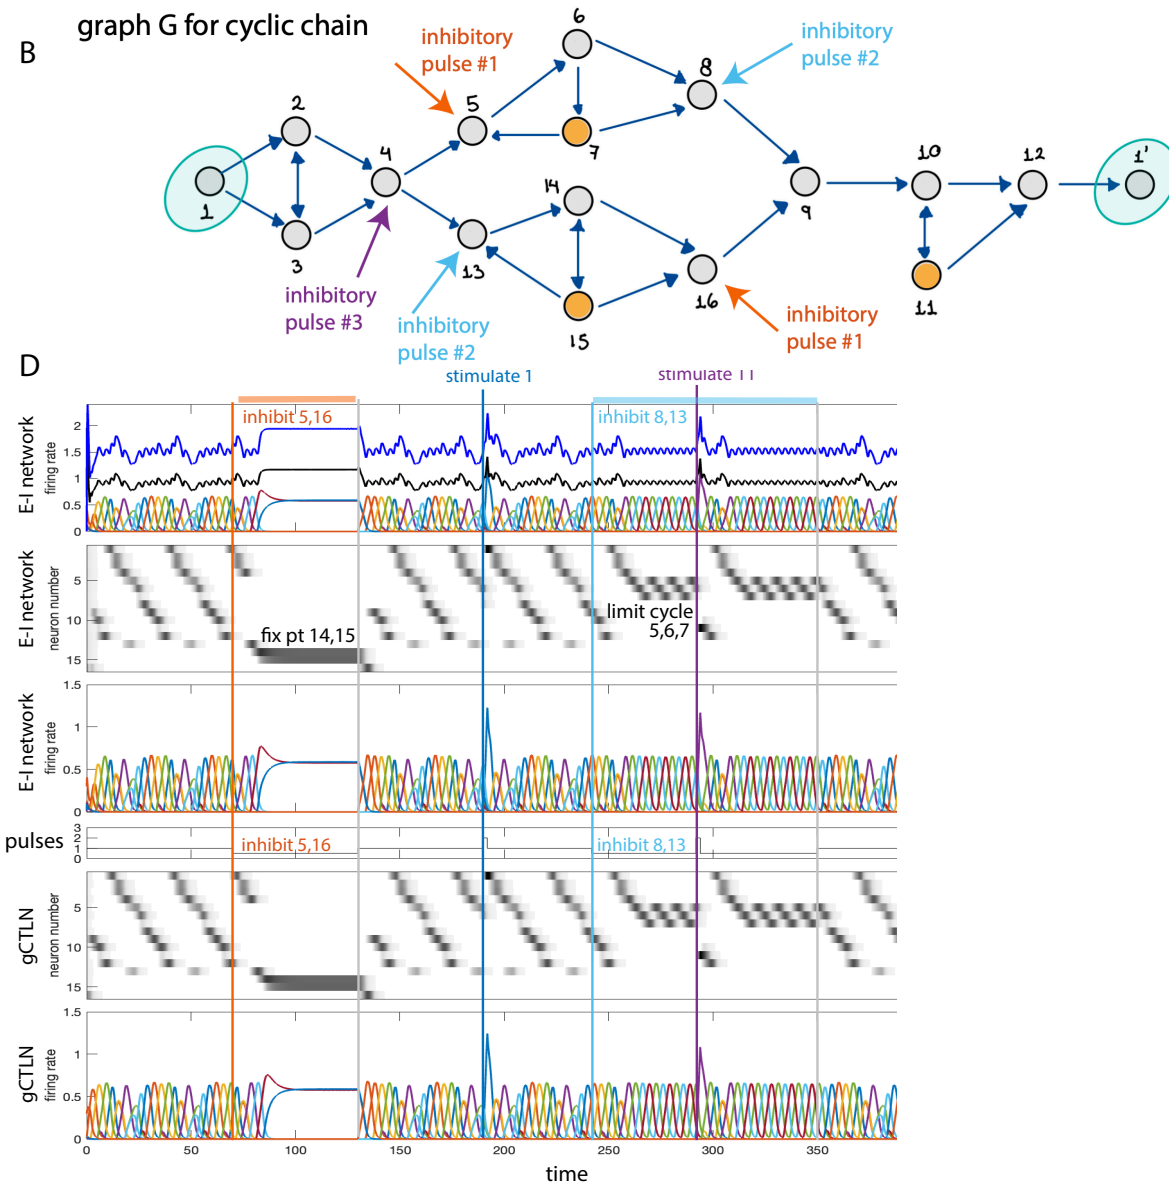 B
graph G for cyclic chain
inhibitory
pulse #1
inhibitory
pulse #2
6
8
2
5
7
4
10
12
1'
1
14
9
3
13
16
11
15
inhibitory
pulse #3
inhibitory
pulse #2
inhibitory
pulse #1
D
stimulate 1
stimulate 11
E-I network
firing rate
2
1.5
1
0.5
0
inhibit 5,16
inhibit 8,13
E-I network
neuron number
5
10
15
fix pt 14,15
limit cycle
5,6,7
E-I network
firing rate
1.5
1
0.5
0
pulses
3
2
1
0
inhibit 5,16
inhibit 8,13
gCTLN
neuron number
5
10
15
gCTLN
firing rate
1.5
1
0.5
0
0 50 100 150 200 250 300 350
time